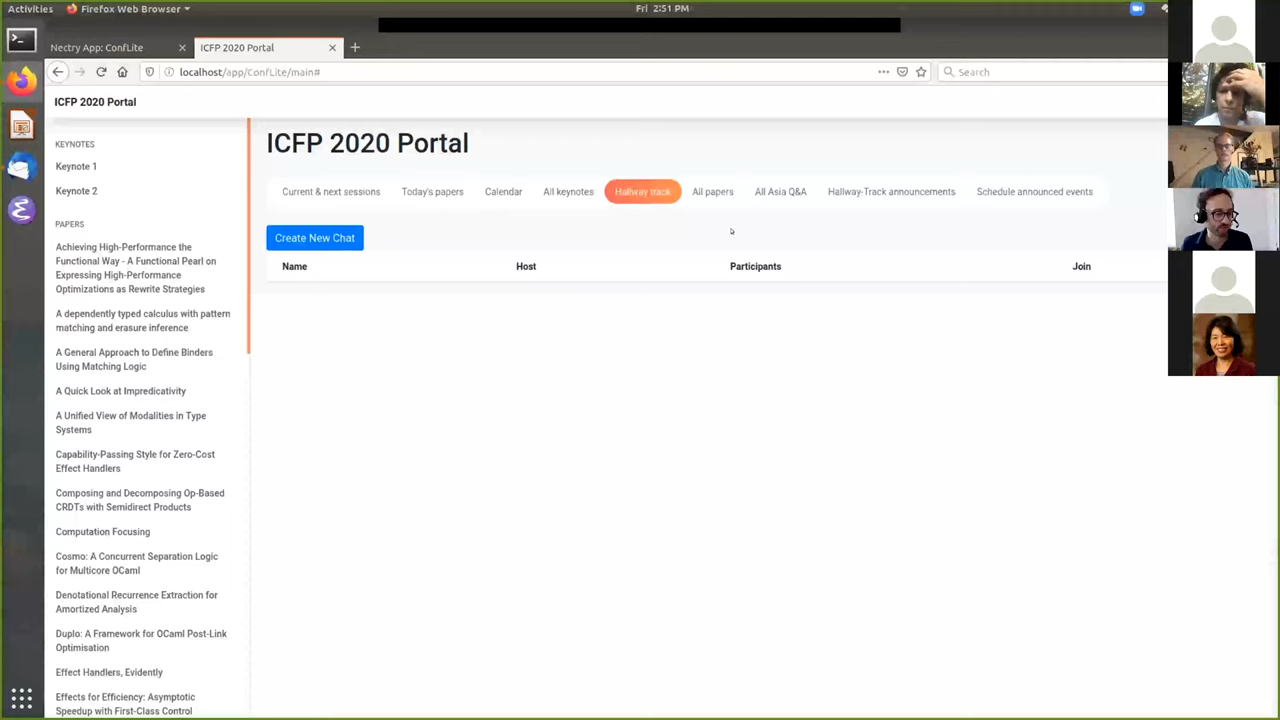 Activities
Firefox Web Browser
Fri 2:51 PM
Nectry App: ConfLite
ICFP 2020 Portal
localhost/app/ConfLite/main#
Search
ICFP 2020 Portal
KEYNOTES
Keynote 1
Keynote 2
PAPERS
Achieving High-Performance the
Functional Way - A Functional Pearl on
Expressing High-Performance
Optimizations as Rewrite Strategies
A dependently typed calculus with pattern
matching and erasure inference
A General Approach to Define Binders
Using Matching Logic
A Quick Look at Impredicativity
A Unified View of Modalities in Type
Systems
Capability-Passing Style for Zero-Cost
Effect Handlers
Composing and Decomposing Op-Based
CRDTs with Semidirect Products
Computation Focusing
Cosmo: A Concurrent Separation Logic
for Multicore OCaml
Denotational Recurrence Extraction for
Amortized Analysis
Duplo: A Framework for OCaml Post-Link
Optimisation
Effect Handlers, Evidently
Effects for Efficiency: Asymptotic
Speedup with First-Class Control
ICFP 2020 Portal
Current & next sessions
Today's papers
Calendar
All keynotes
Hallway track
All papers
All Asia Q&A
Hallway-Track announcements
Schedule announced events
Create New Chat
Name
Host
Participants
Join